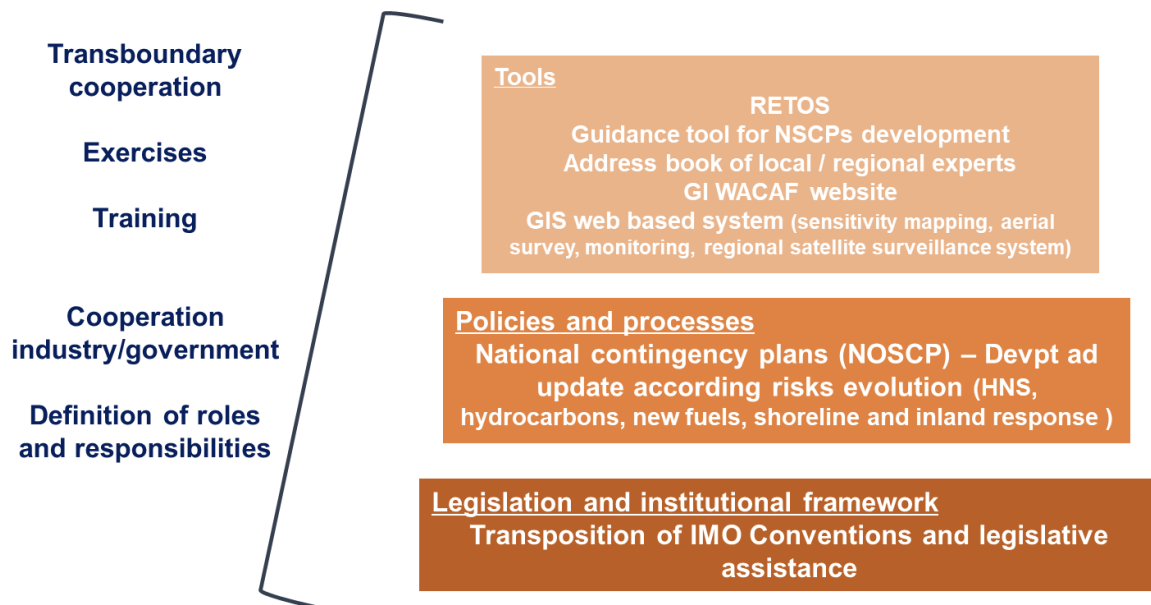 Transboundary
cooperation
Exercises
Training
Cooperation
industry/government
Definition of roles
and responsibilities
Tools
RETOS
Guidance tool for NSCPs development
Address book of local / regional experts
GI WACAF website
GIS web based system (sensitivity mapping, aerial
survey, monitoring, regional satellite surveillance system)
Policies and processes
National contingency plans (NOSCP) – Devpt ad
update according risks evolution (HNS,
hydrocarbons, new fuels, shoreline and inland response )
Legislation and institutional framework
Transposition of IMO Conventions and legislative
assistance